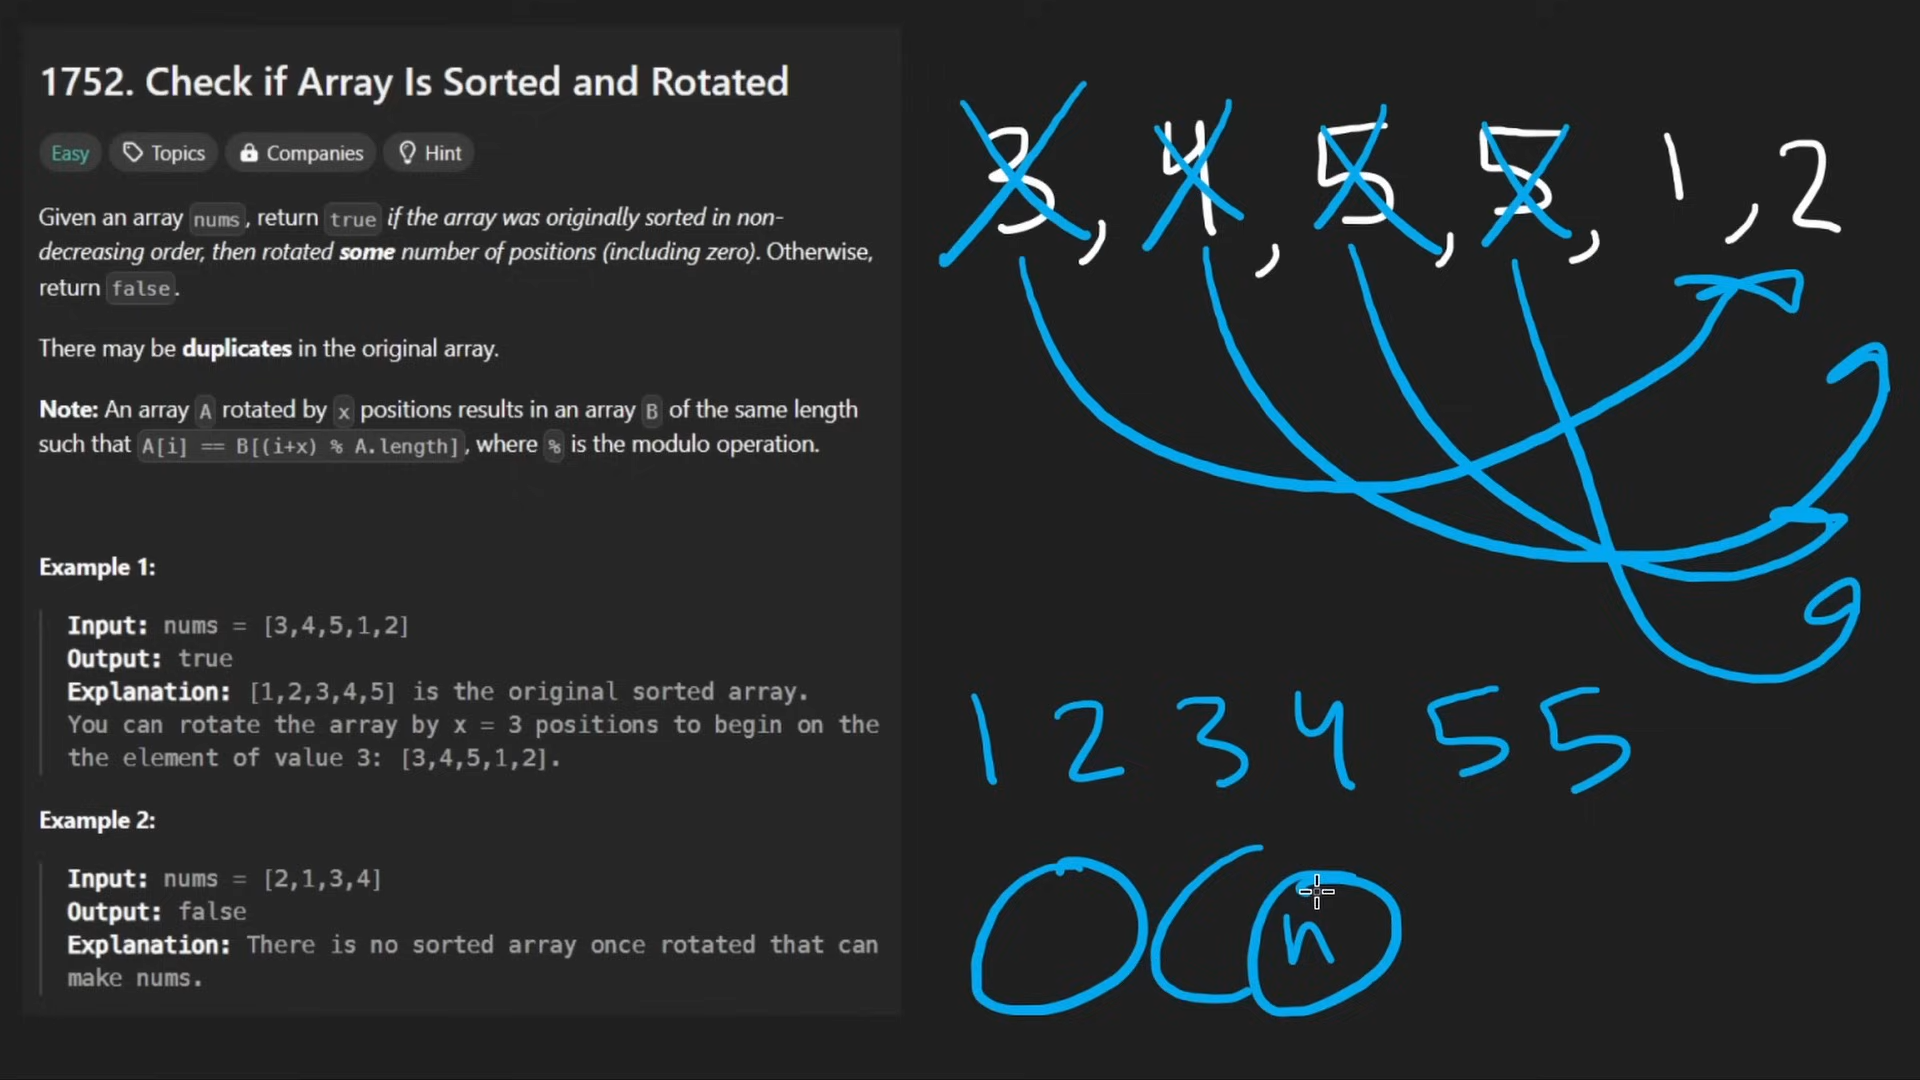 1752. Check if Array Is Sorted and Rotated
Easy Topics Companies Hint
Given an array nums, return true if the array was originally sorted in non-
decreasing order, then rotated some number of positions (including zero). Otherwise,
return false.
There may be duplicates in the original array.
Note: An array A rotated by x positions results in an array B of the same length
such that A[i] == B[(i+x) % A.length], where % is the modulo operation.
Example 1:
Input: nums = [3,4,5,1,2]
Output: true
Explanation: [1,2,3,4,5] is the original sorted array.
You can rotate the array by x = 3 positions to begin on the
the element of value 3: [3,4,5,1,2].
Example 2:
Input: nums = [2,1,3,4]
Output: false
Explanation: There is no sorted array once rotated that can
make nums.
3, 4, 5, 5, 1, 2
1 2 3 4 5 5
n